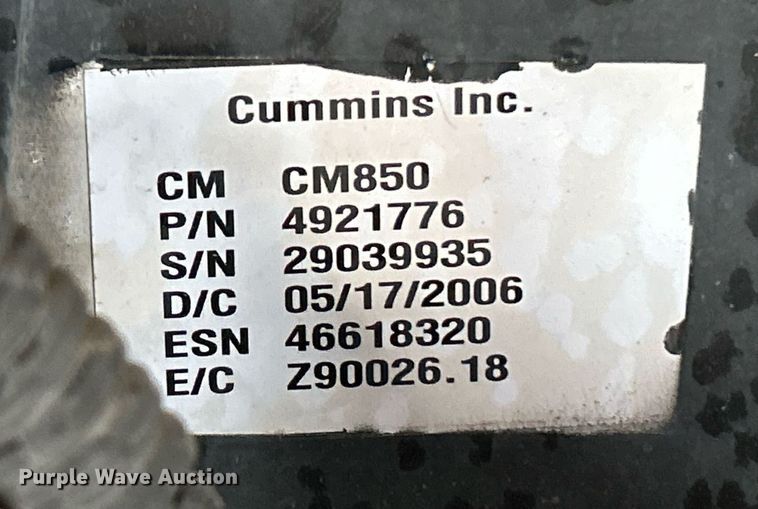 Cummins Inc.
CM CM850
P/N 4921776
S/N 29039935
D/C 05/17/2006
ESN 46618320
E/C Z90026.18
Purple Wave Auction